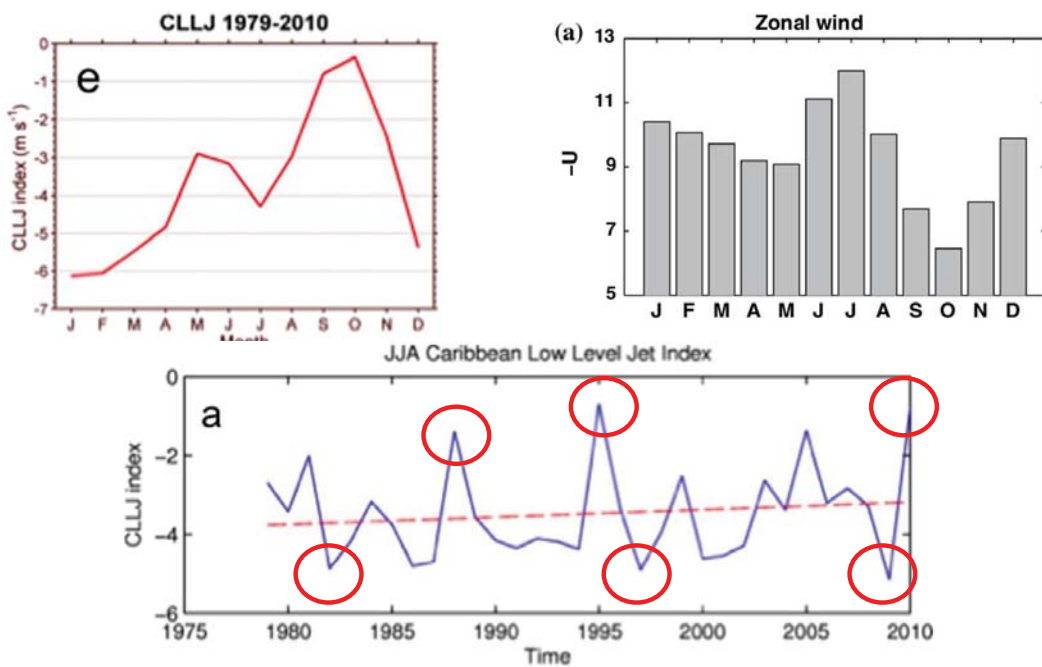 CLLJ 1979-2010
e
CLLJ index (m s⁻¹)
0
-1
-2
-3
-4
-5
-6
-7
J F M A M J J A S O N D
Month
(a) Zonal wind
-U
13
11
9
7
5
J F M A M J J A S O N D
JJA Caribbean Low Level Jet Index
a
CLLJ index
0
-2
-4
-6
1975 1980 1985 1990 1995 2000 2005 2010
Time